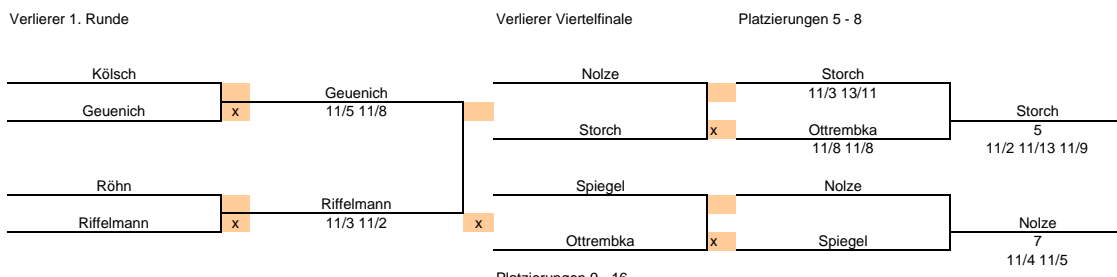 Verlierer 1. Runde
Verlierer Viertelfinale
Platzierungen 5 - 8
Kölsch
Nolze
Storch
Geuenich
11/3 13/11
Geuenich
x
11/5 11/8
Storch
Storch
x
Ottrembka
5
11/8 11/8
11/2 11/13 11/9
Röhn
Spiegel
Nolze
Riffelmann
Riffelmann
x
11/3 11/2
x
Nolze
Ottrembka
x
Spiegel
7
11/4 11/5
Platzierungen 9 - 16